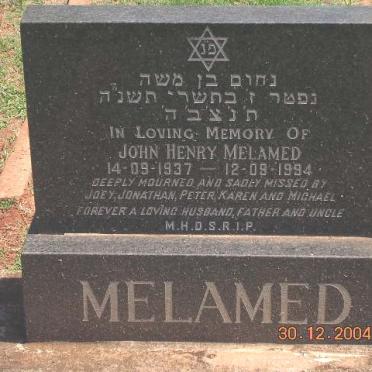 פ נ
נחום בן משה
נפטר ז בתשרי תשנ"ה
ת נ צ ב ה
IN LOVING MEMORY OF
JOHN HENRY MELAMED
14-09-1937 — 12-09-1994
DEEPLY MOURNED AND SADLY MISSED BY
JOEY, JONATHAN, PETER, KAREN AND MICHAEL
FOREVER A LOVING HUSBAND, FATHER AND UNCLE
M.H.D.S.R.I.P.
MELAMED
30.12.2004